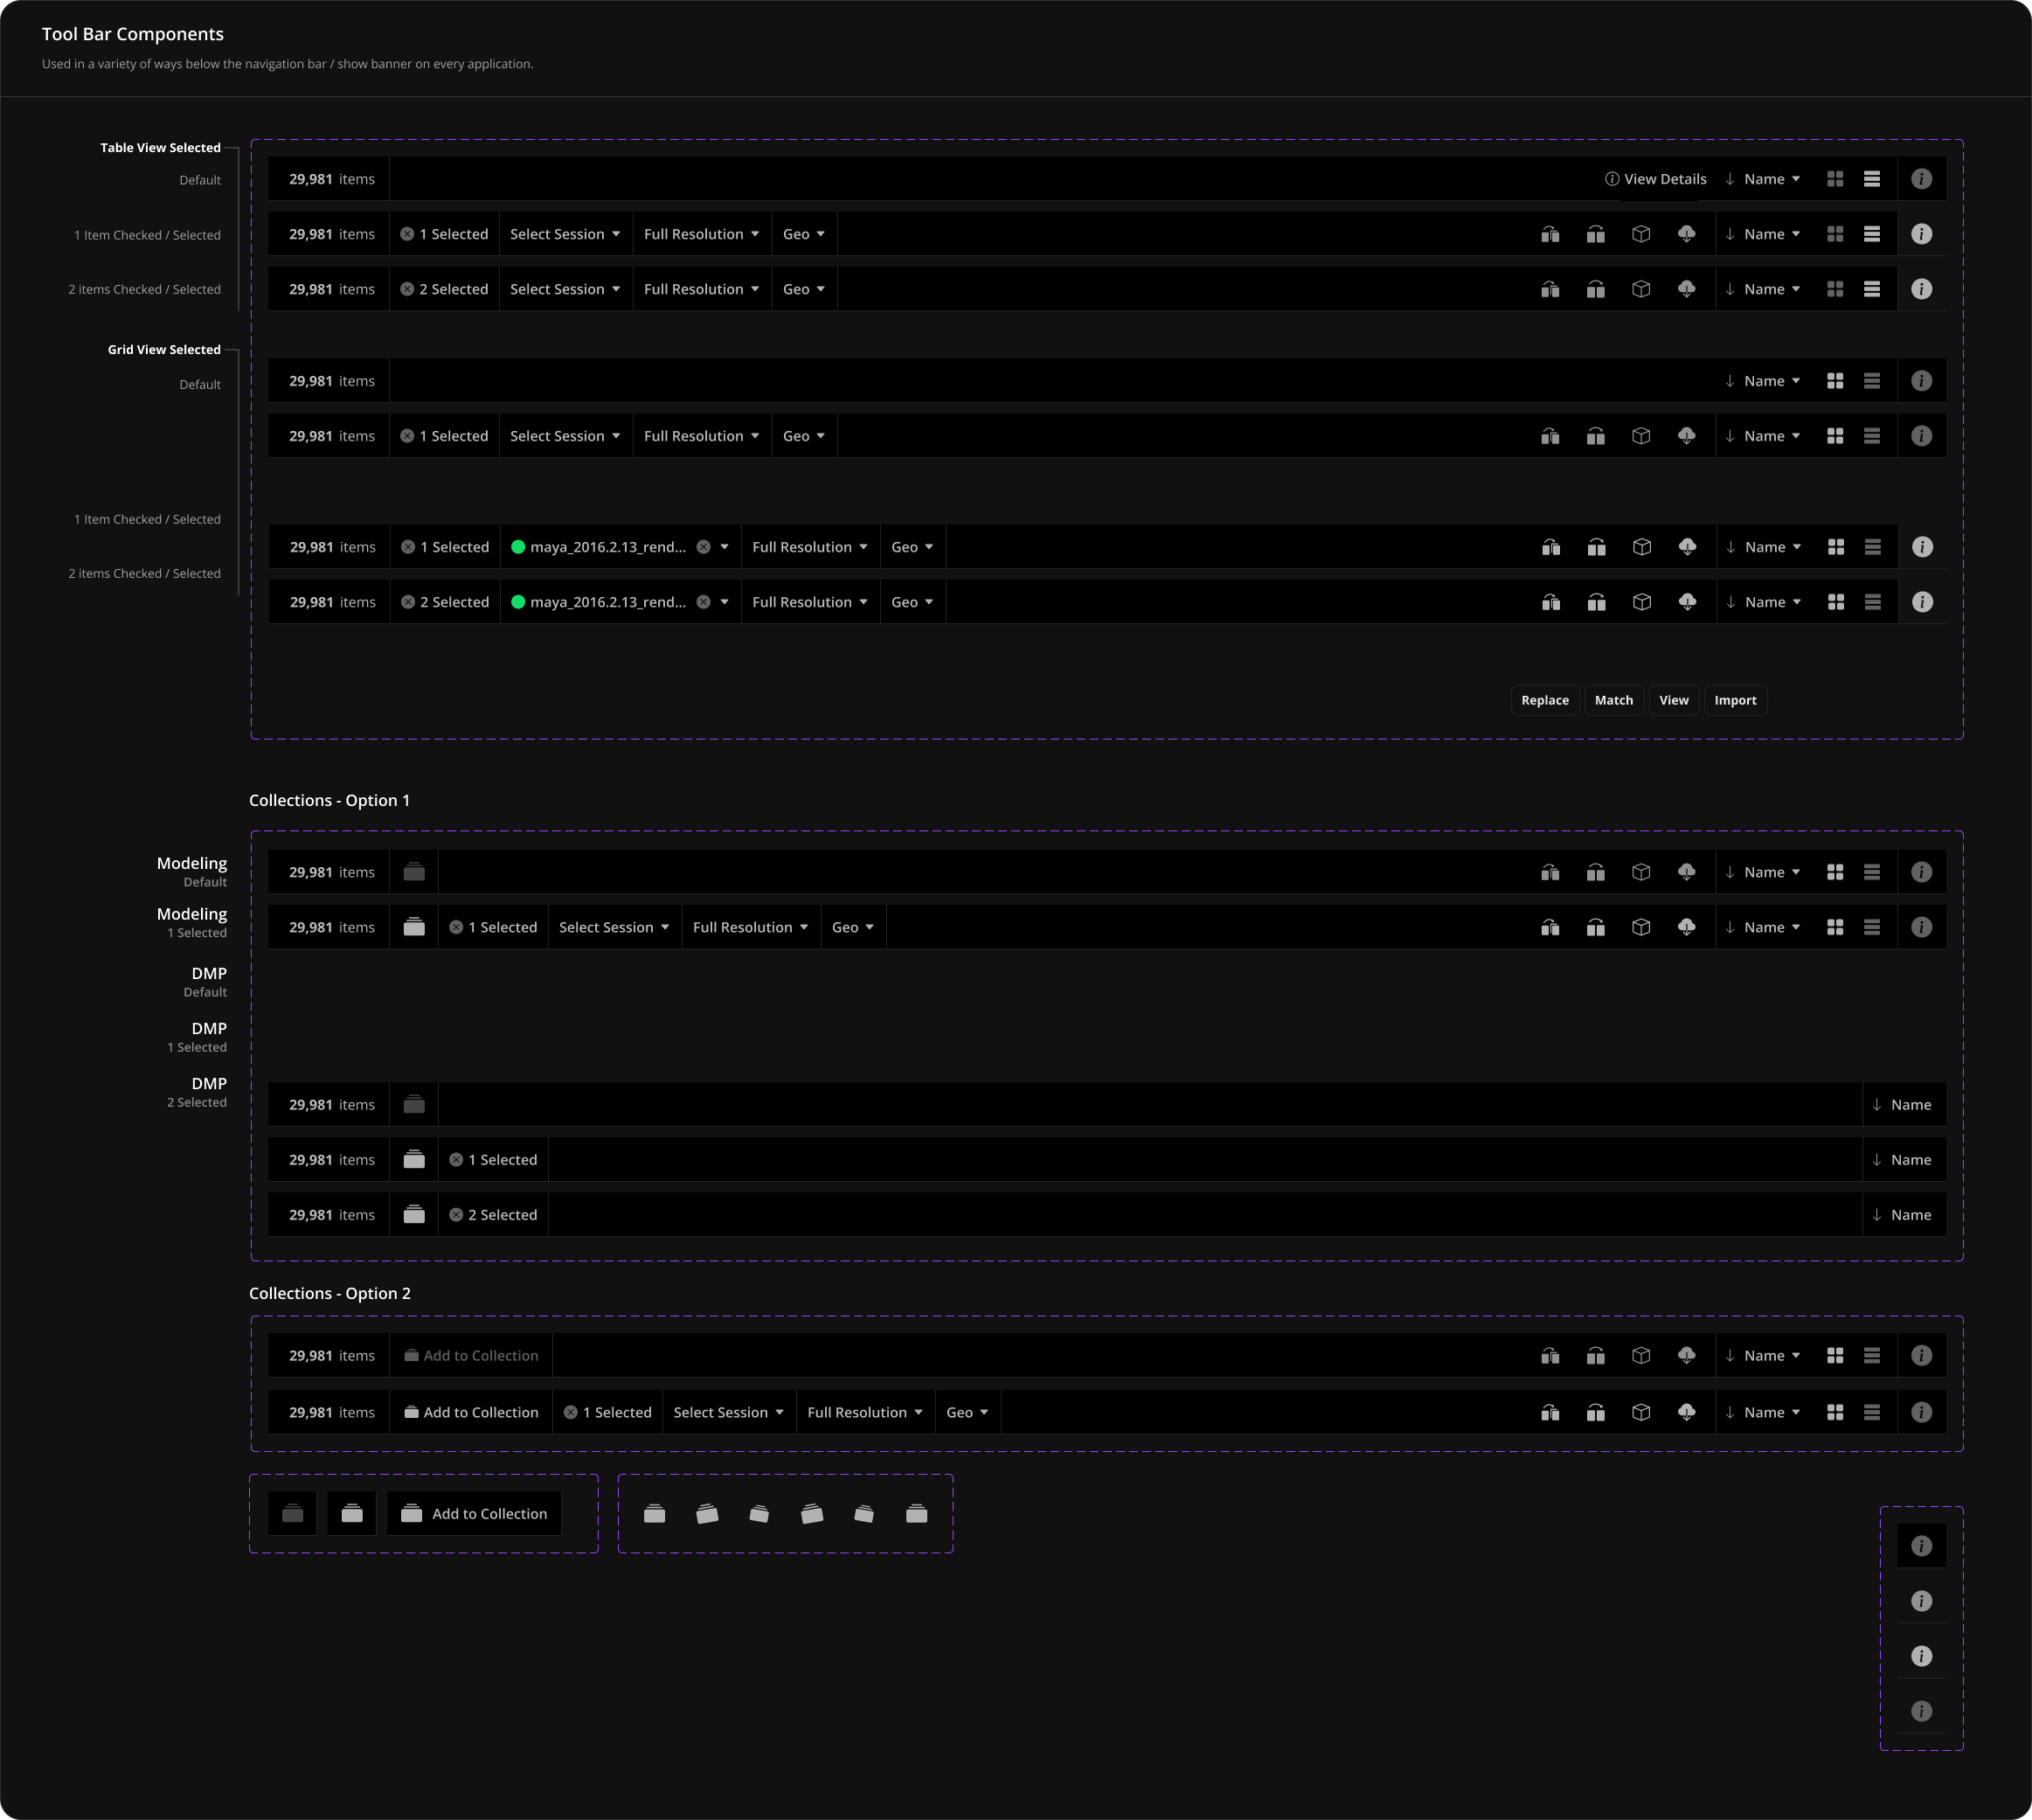 Tool Bar Components
Used in a variety of ways below the navigation bar / show banner on every application.
Table View Selected
Default
29,981 items View Details Name
1 Item Checked / Selected
29,981 items 1 Selected Select Session Full Resolution Geo Name
2 items Checked / Selected
29,981 items 2 Selected Select Session Full Resolution Geo Name
Grid View Selected
Default
29,981 items Name
29,981 items 1 Selected Select Session Full Resolution Geo Name
1 Item Checked / Selected
29,981 items 1 Selected maya_2016.2.13_rend... Full Resolution Geo Name
2 items Checked / Selected
29,981 items 2 Selected maya_2016.2.13_rend... Full Resolution Geo Name
Replace Match View Import
Collections - Option 1
Modeling
Default
29,981 items Name
Modeling
1 Selected
29,981 items 1 Selected Select Session Full Resolution Geo Name
DMP
Default
DMP
1 Selected
DMP
2 Selected
29,981 items Name
29,981 items 1 Selected Name
29,981 items 2 Selected Name
Collections - Option 2
29,981 items Add to Collection Name
29,981 items Add to Collection 1 Selected Select Session Full Resolution Geo Name
Add to Collection